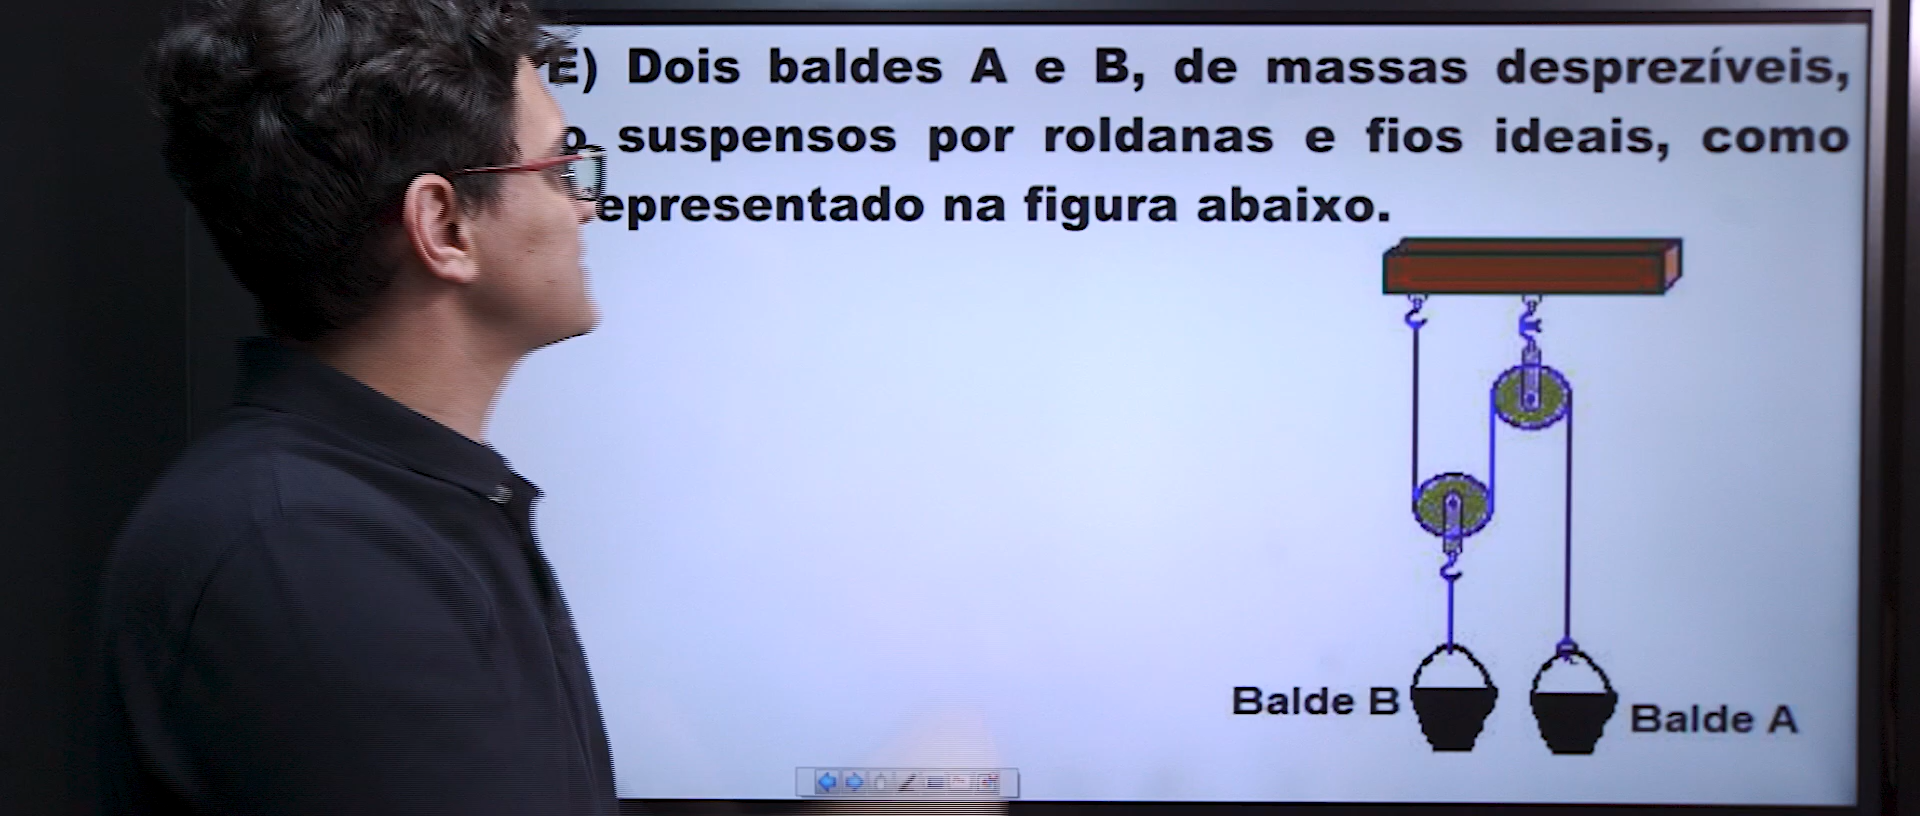 E) Dois baldes A e B, de massas desprezíveis,
suspensos por roldanas e fios ideais, como
epresentado na figura abaixo.
Balde B
Balde A